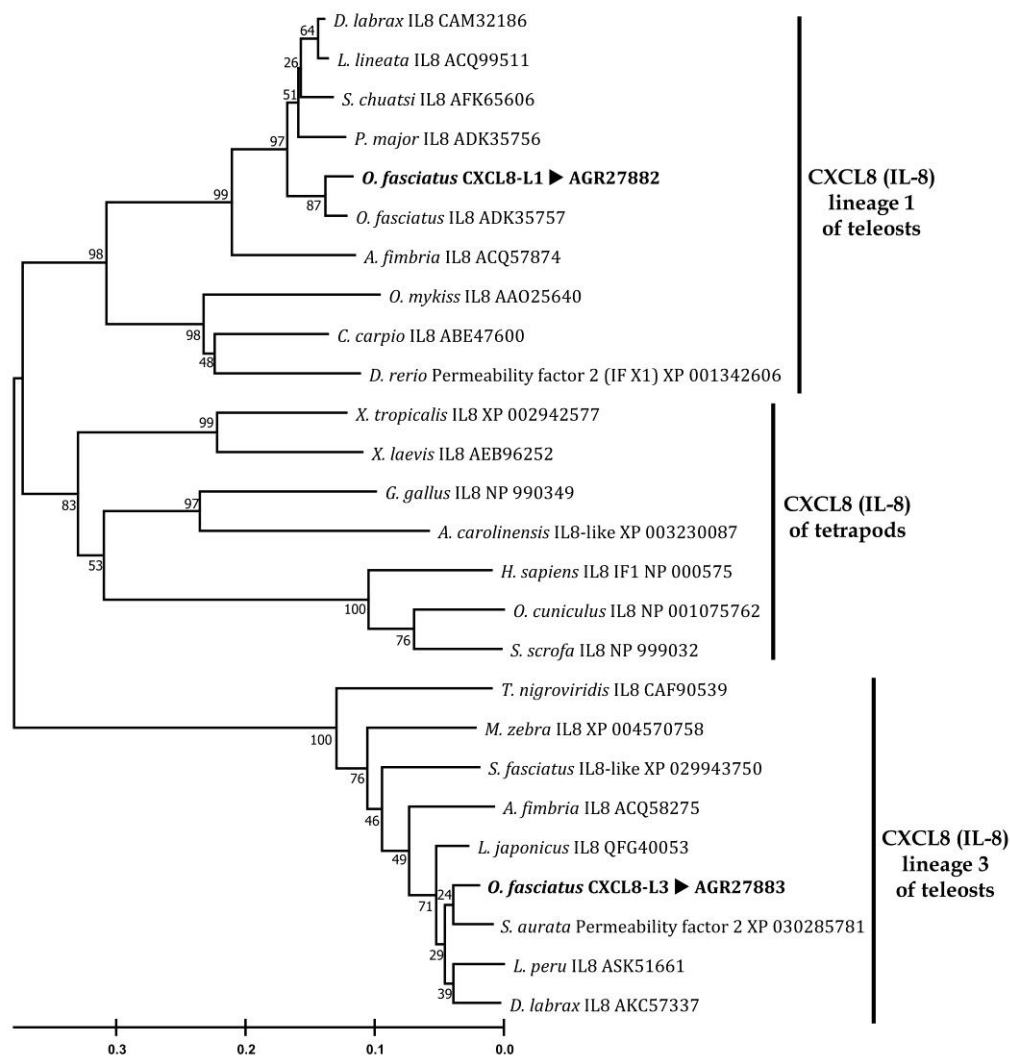 D. labrax IL8 CAM32186
64
L. lineata IL8 ACQ99511
26
S. chuatsi IL8 AFK65606
51
P. major IL8 ADK35756
97
O. fasciatus CXCL8-L1 ▶ AGR27882
87
O. fasciatus IL8 ADK35757
99
A. fimbria IL8 ACQ57874
98
O. mykiss IL8 AAO25640
98
C. carpio IL8 ABE47600
48
D. rerio Permeability factor 2 (IF X1) XP 001342606
CXCL8 (IL-8)
lineage 1
of teleosts
X. tropicalis IL8 XP 002942577
99
X. laevis IL8 AEB96252
83
G. gallus IL8 NP 990349
97
A. carolinensis IL8-like XP 003230087
53
H. sapiens IL8 IF1 NP 000575
100
O. cuniculus IL8 NP 001075762
76
S. scrofa IL8 NP 999032
CXCL8 (IL-8)
of tetrapods
T. nigroviridis IL8 CAF90539
100
M. zebra IL8 XP 004570758
76
S. fasciatus IL8-like XP 029943750
46
A. fimbria IL8 ACQ58275
49
L. japonicus IL8 QFG40053
71
O. fasciatus CXCL8-L3 ▶ AGR27883
24
S. aurata Permeability factor 2 XP 030285781
29
L. peru IL8 ASK51661
39
D. labrax IL8 AKC57337
CXCL8 (IL-8)
lineage 3
of teleosts
0.3 0.2 0.1 0.0